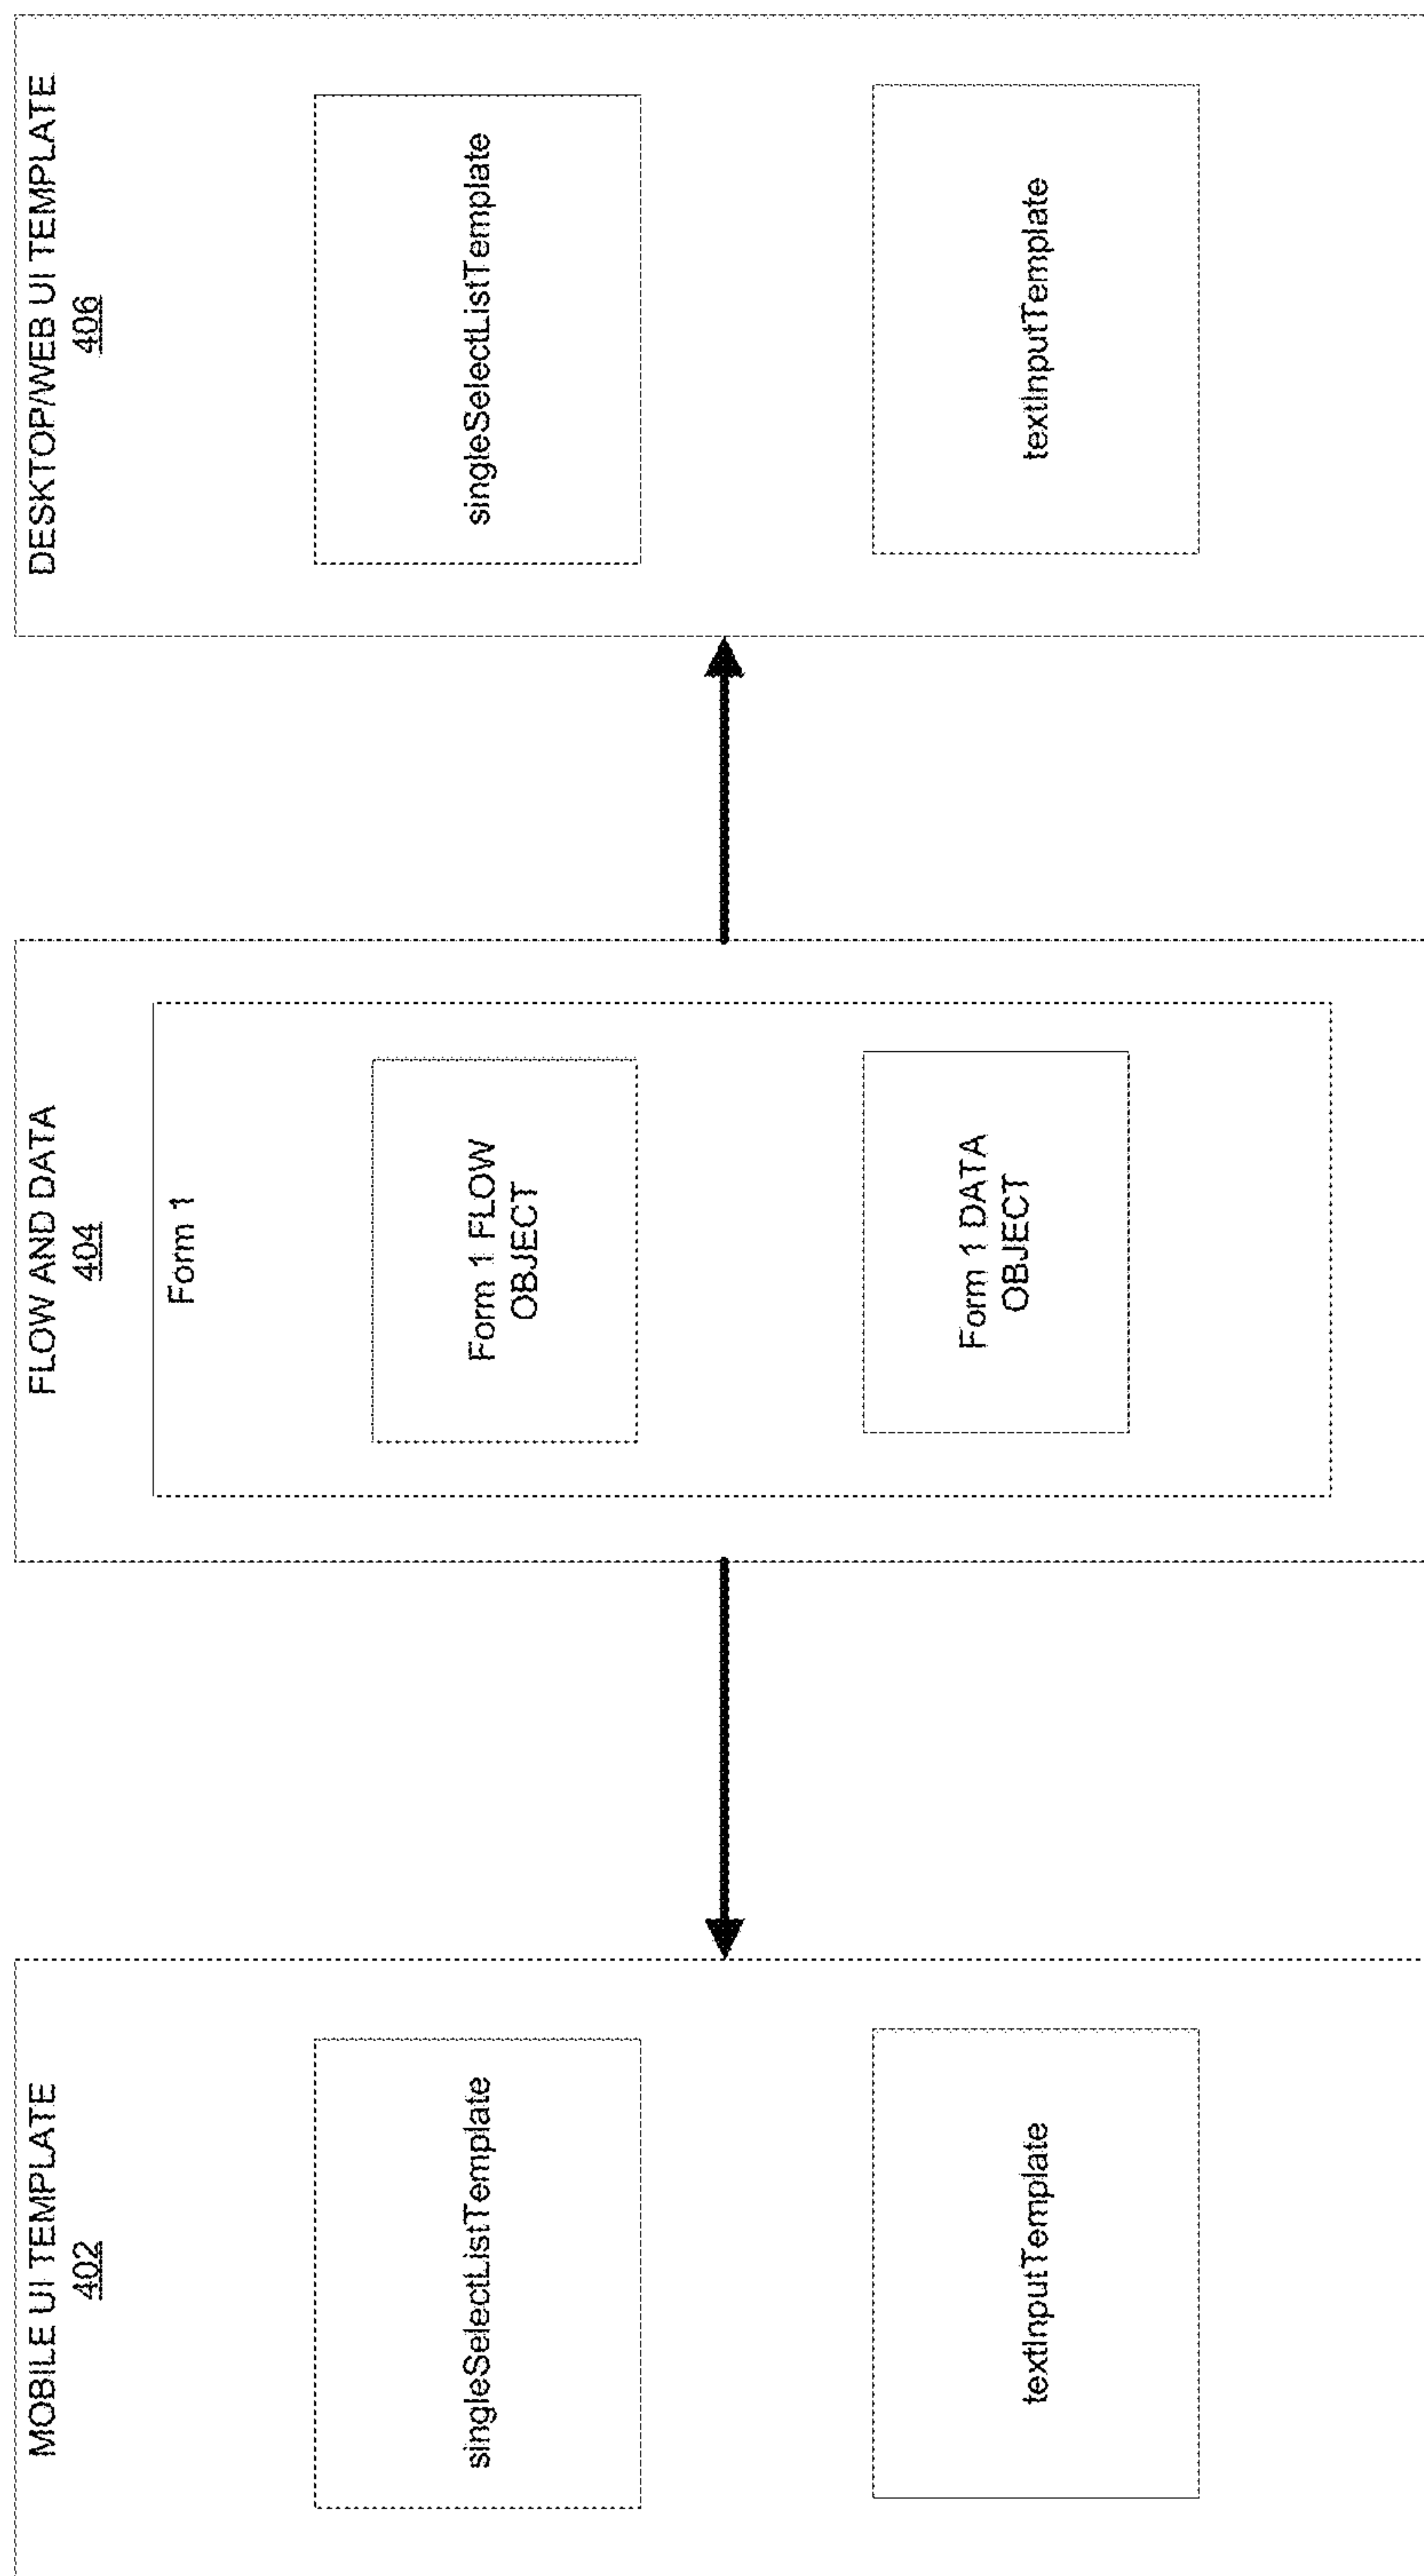 MOBILE UI TEMPLATE
402
singleSelectListTemplate
textInputTemplate
FLOW AND DATA
404
Form 1
Form 1 FLOW
OBJECT
Form 1 DATA
OBJECT
DESKTOP/WEB UI TEMPLATE
406
singleSelectListTemplate
textInputTemplate